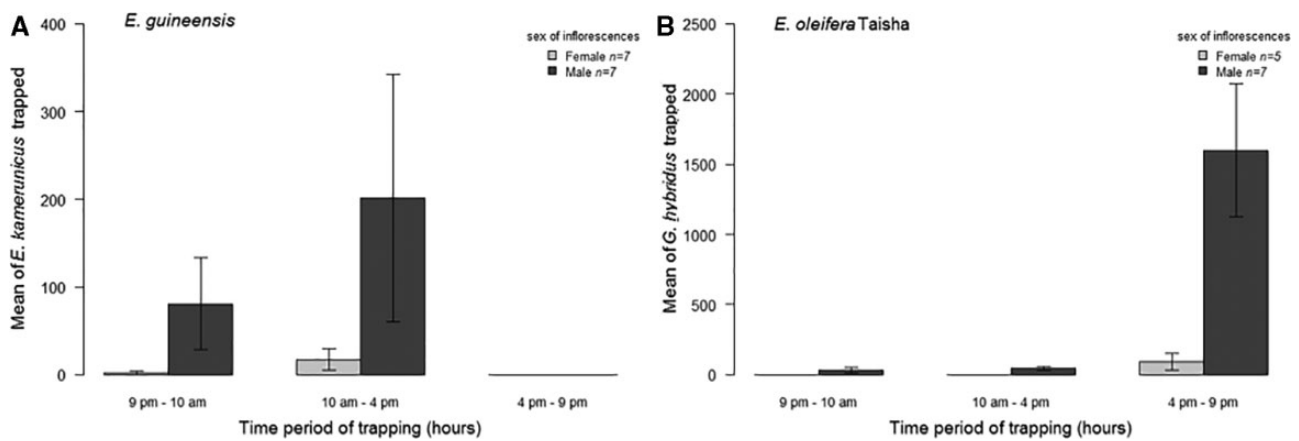 A
E. guineensis
sex of inflorescences
Female n=7
Male n=7
Mean of E. kamerunicus trapped
400
300
200
100
0
9 pm - 10 am
10 am - 4 pm
4 pm - 9 pm
Time period of trapping (hours)
B
E. oleifera Taisha
sex of inflorescences
Female n=5
Male n=7
Mean of G. hybridus trapped
2500
2000
1500
1000
500
0
9 pm - 10 am
10 am - 4 pm
4 pm - 9 pm
Time period of trapping (hours)